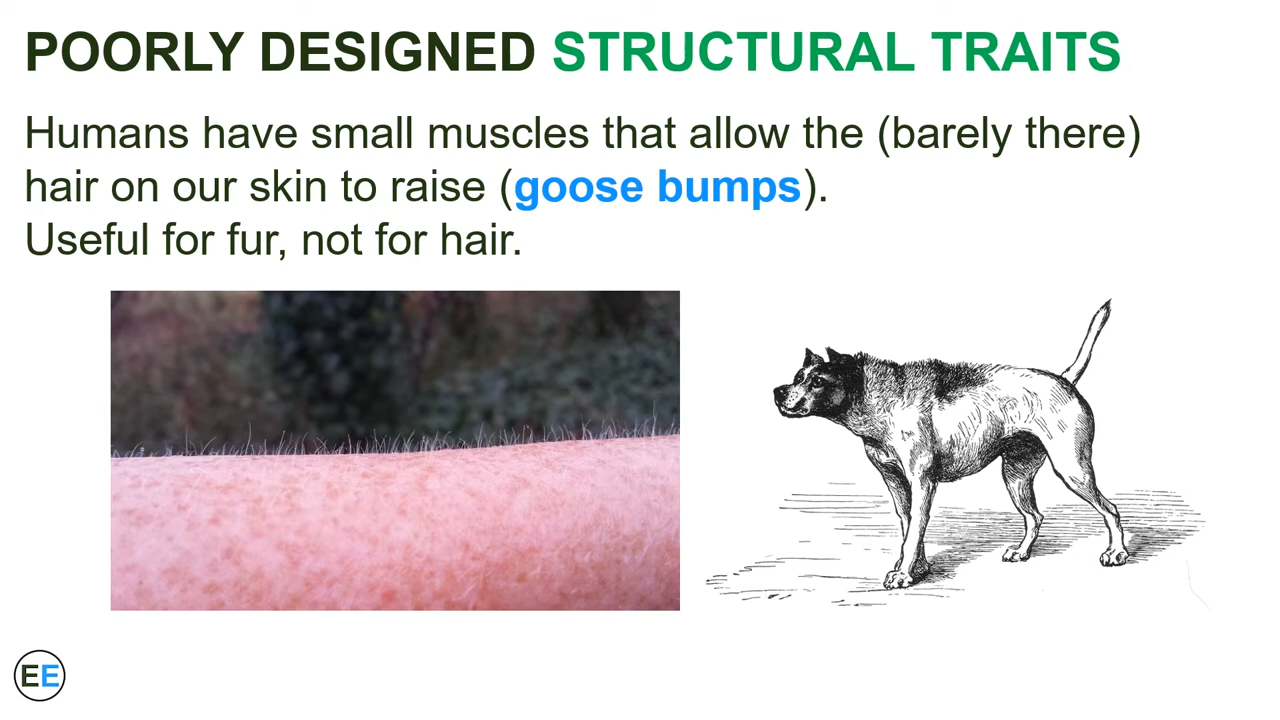 POORLY DESIGNED STRUCTURAL TRAITS
Humans have small muscles that allow the (barely there)
hair on our skin to raise (goose bumps).
Useful for fur, not for hair.
EE